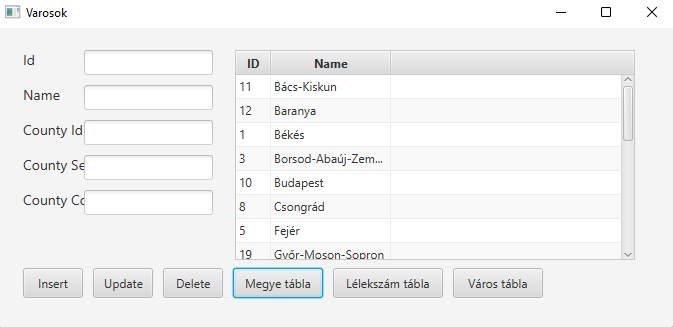 Varosok
Id
Name
County Id
County Se
County Co
ID Name
11 Bács-Kiskun
12 Baranya
1 Békés
3 Borsod-Abaúj-Zem...
10 Budapest
8 Csongrád
5 Fejér
19 Győr-Moson-Sopron
Insert Update Delete Megye tábla Lélekszám tábla Város tábla